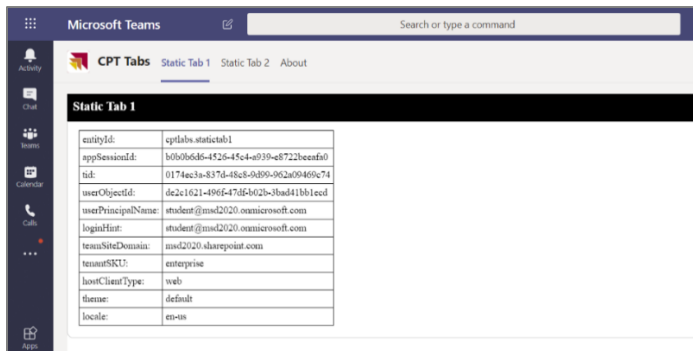 Microsoft Teams
Search or type a command
Activity
Chat
Teams
Calendar
Calls
Apps
CPT Tabs Static Tab 1 Static Tab 2 About
Static Tab 1
entityId: cptlabs.statictab1
appSessionId: b0b0b6d6-4526-45c4-a939-e8722beeafa0
tid: 0174ec3a-837d-48c8-9d99-962a09469c74
userObjectId: de2c1621-496f-47df-b02b-3bad41bb1ecd
userPrincipalName: student@msd2020.onmicrosoft.com
loginHint: student@msd2020.onmicrosoft.com
teamSiteDomain: msd2020.sharepoint.com
tenantSKU: enterprise
hostClientType: web
theme: default
locale: en-us